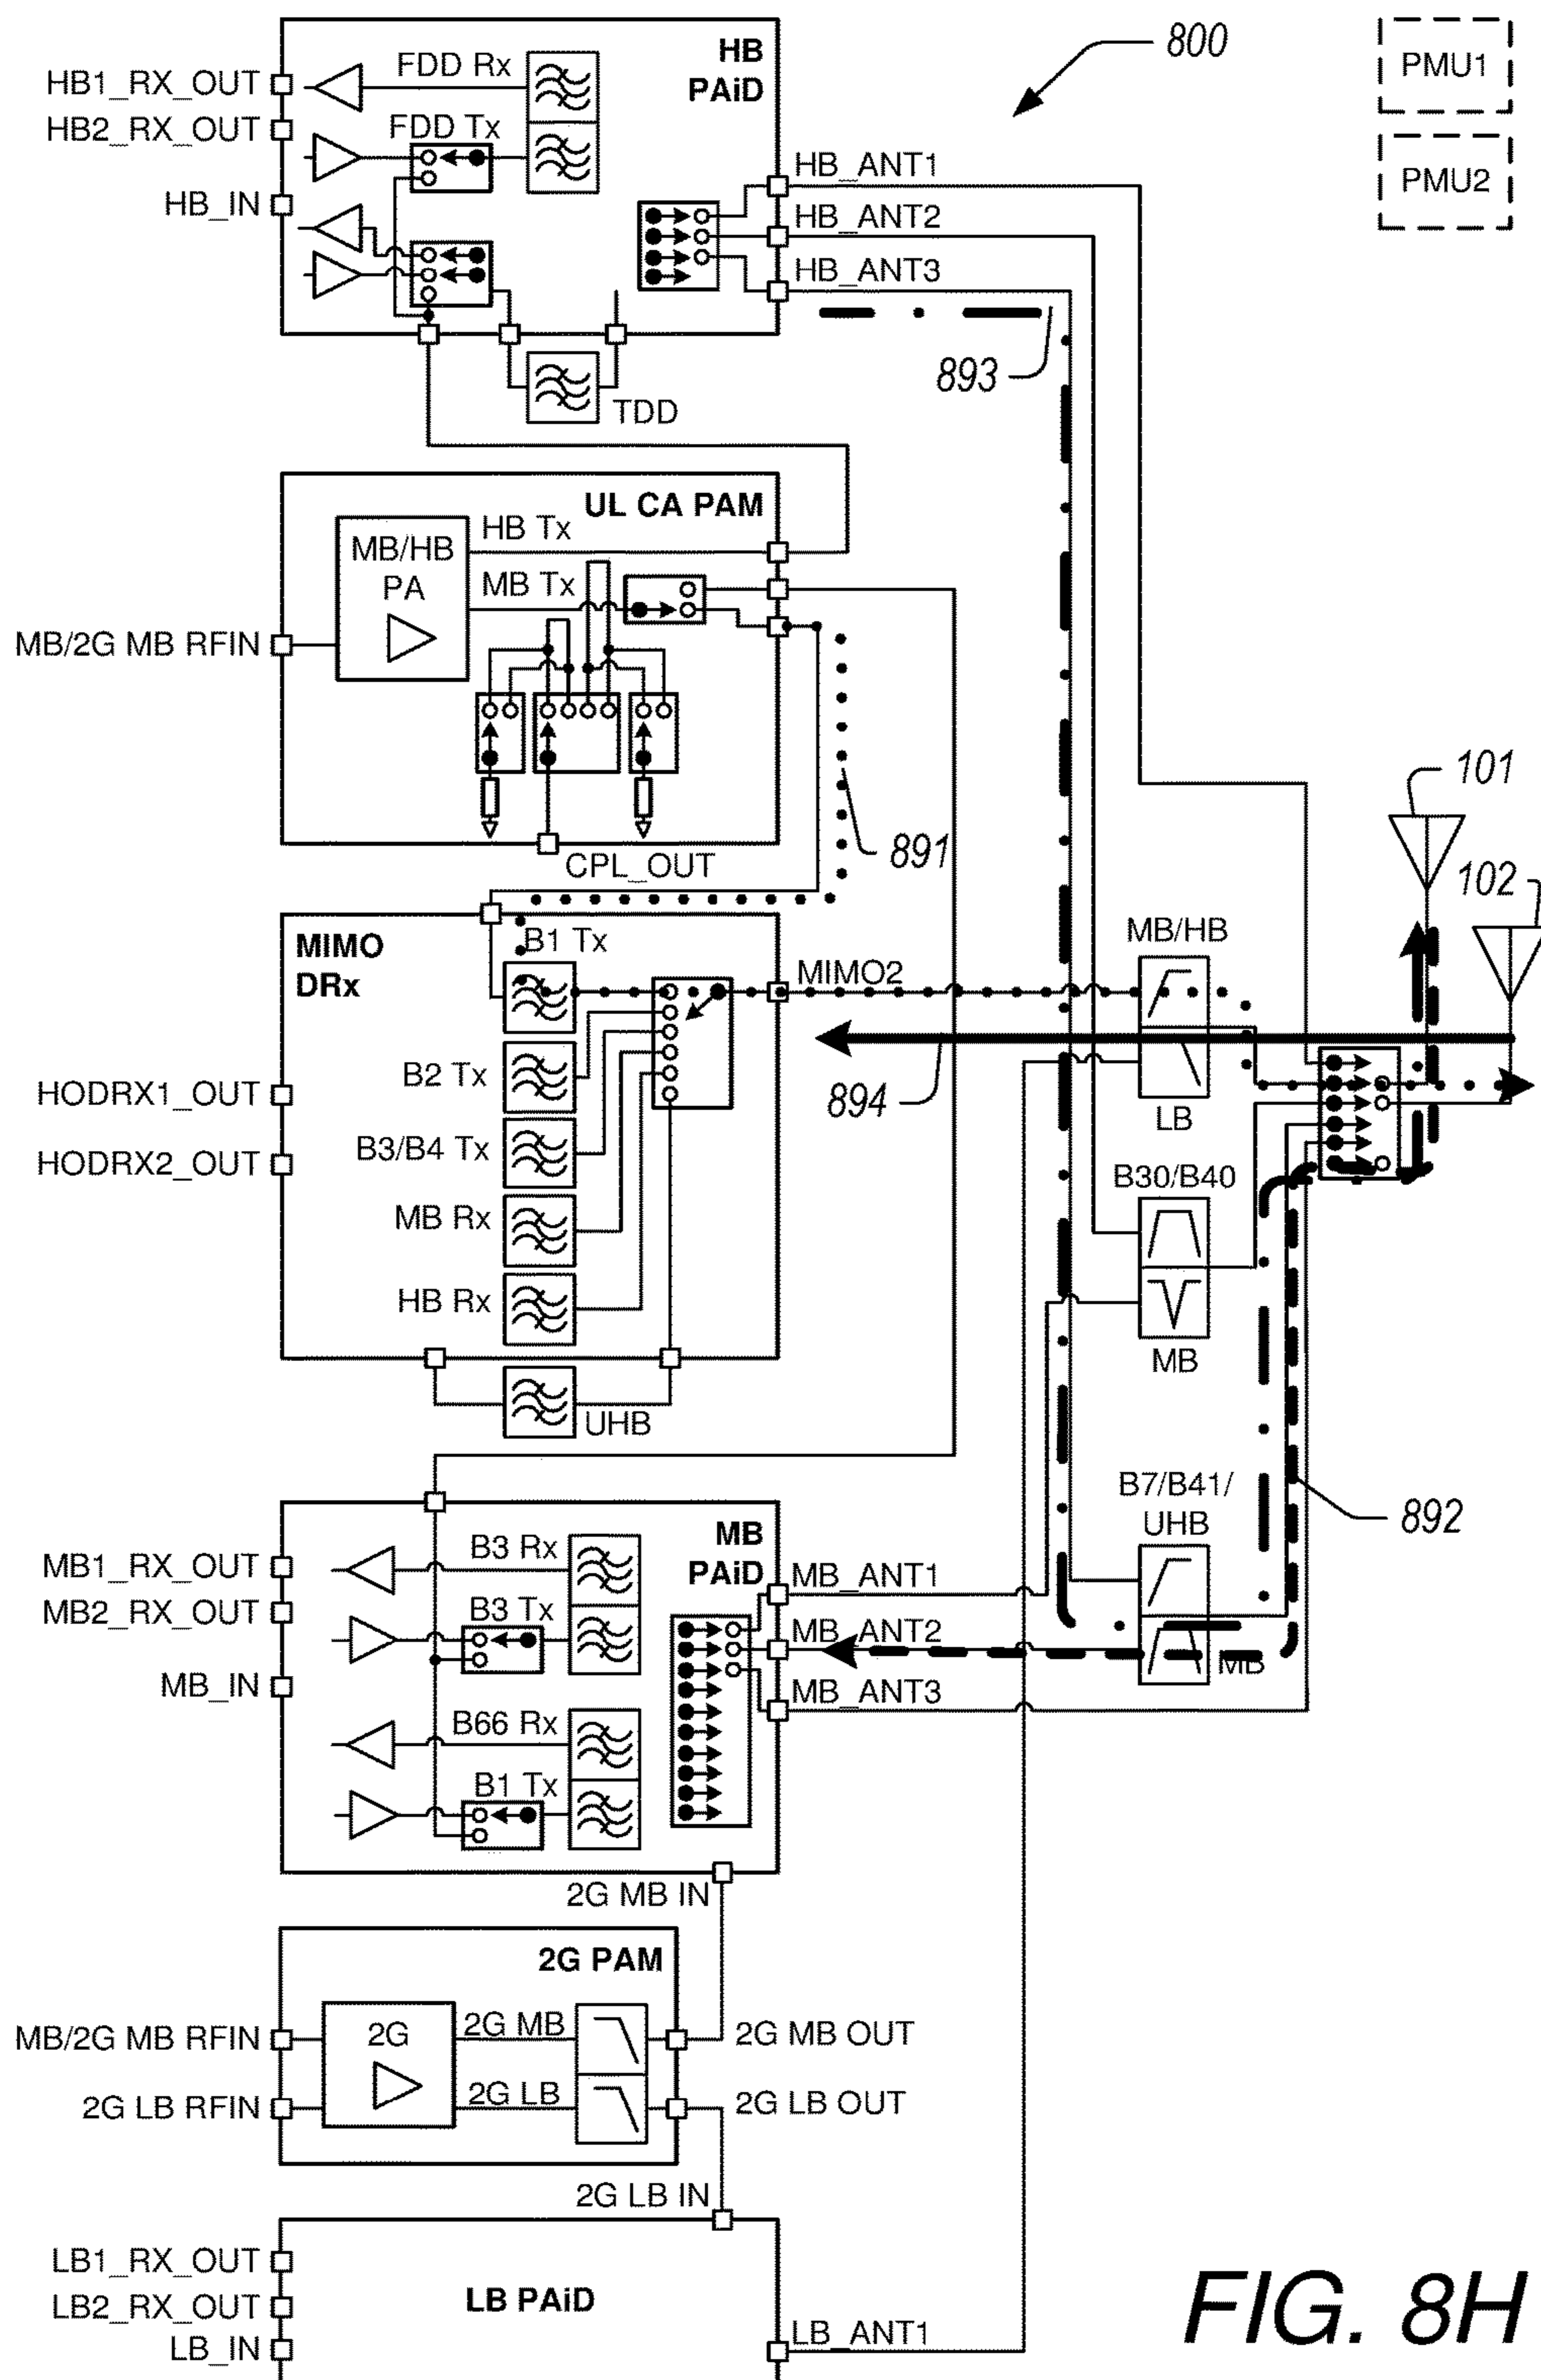 800
PMU1
PMU2
HB
PAiD
HB1_RX_OUT
HB2_RX_OUT
HB_IN
FDD Rx
FDD Tx
HB_ANT1
HB_ANT2
HB_ANT3
893
TDD
UL CA PAM
MB/HB
PA
HB Tx
MB Tx
MB/2G MB RFIN
CPL_OUT
891
101
102
MIMO
DRx
B1 Tx
MIMO2
MB/HB
LB
B2 Tx
HODRX1_OUT
894
B3/B4 Tx
HODRX2_OUT
B30/B40
MB
MB Rx
HB Rx
UHB
B7/B41/
UHB
MB
892
MB
PAiD
MB1_RX_OUT
MB2_RX_OUT
MB_IN
B3 Rx
B3 Tx
B66 Rx
B1 Tx
MB_ANT1
MB_ANT2
MB_ANT3
2G MB IN
2G PAM
MB/2G MB RFIN
2G LB RFIN
2G
2G MB
2G LB
2G MB OUT
2G LB OUT
2G LB IN
LB1_RX_OUT
LB2_RX_OUT
LB_IN
LB PAiD
LB_ANT1
FIG. 8H